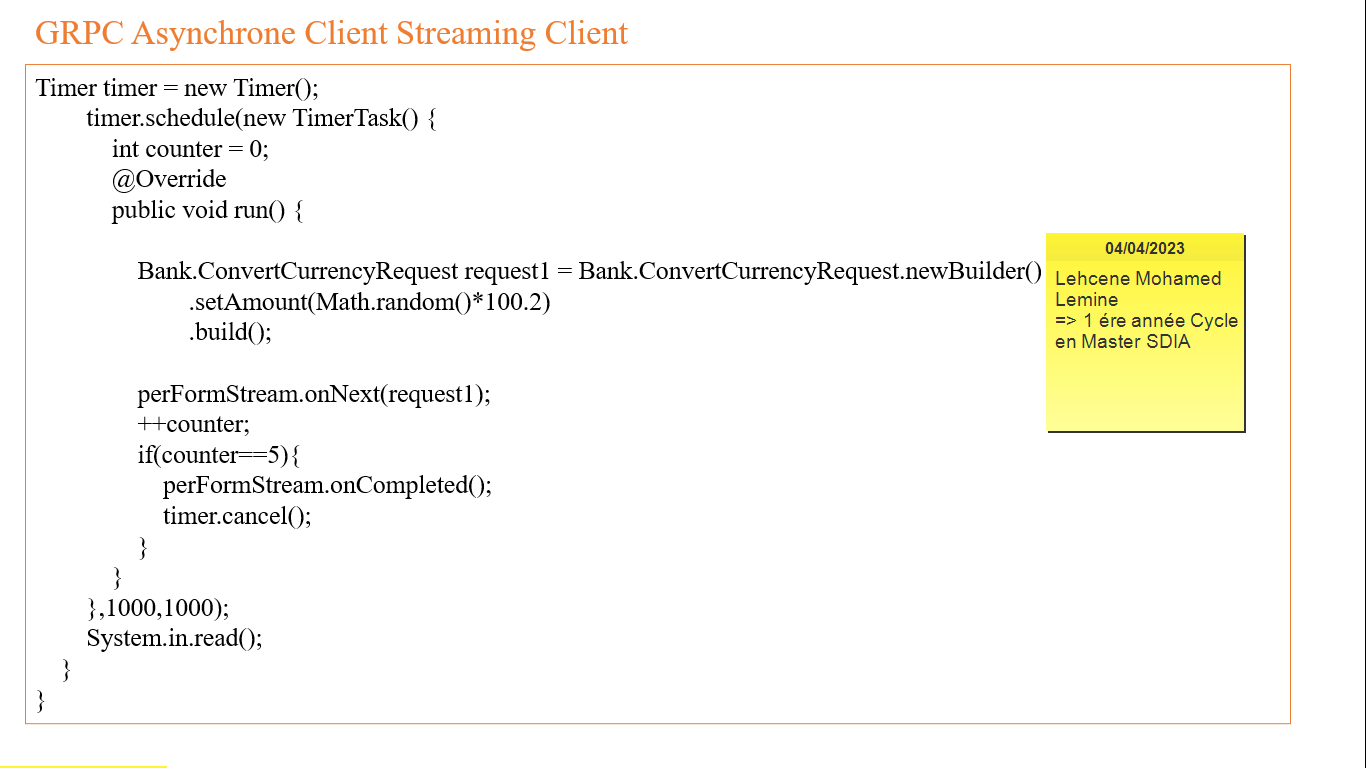 GRPC Asynchrone Client Streaming Client
Timer timer = new Timer();
timer.schedule(new TimerTask() {
int counter = 0;
@Override
public void run() {
Bank.ConvertCurrencyRequest request1 = Bank.ConvertCurrencyRequest.newBuilder()
.setAmount(Math.random()*100.2)
.build();
perFormStream.onNext(request1);
++counter;
if(counter==5){
perFormStream.onCompleted();
timer.cancel();
}
}
},1000,1000);
System.in.read();
}
}
04/04/2023
Lehcene Mohamed
Lemine
=> 1 ére année Cycle
en Master SDIA